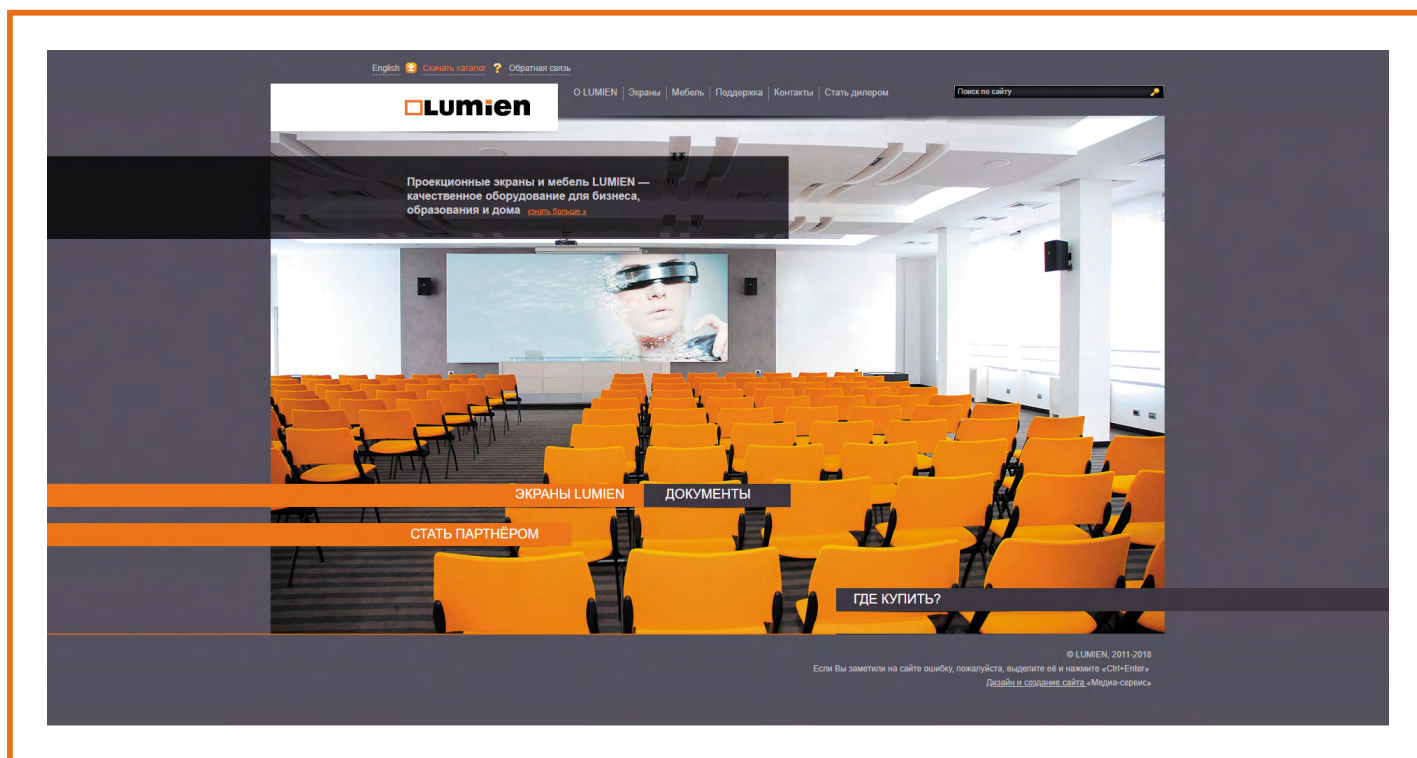 English Скачать каталог ? Обратная связь
Lumien
О LUMIEN Экраны Мебель Поддержка Контакты Стать дилером
Поиск по сайту
Проекционные экраны и мебель LUMIEN —
качественное оборудование для бизнеса,
образования и дома узнать больше »
ЭКРАНЫ LUMIEN ДОКУМЕНТЫ
СТАТЬ ПАРТНЁРОМ
ГДЕ КУПИТЬ?
© LUMIEN, 2011-2018
Если Вы заметили на сайте ошибку, пожалуйста, выделите её и нажмите «Ctrl+Enter»
Дизайн и создание сайта «Медиа-сервис»